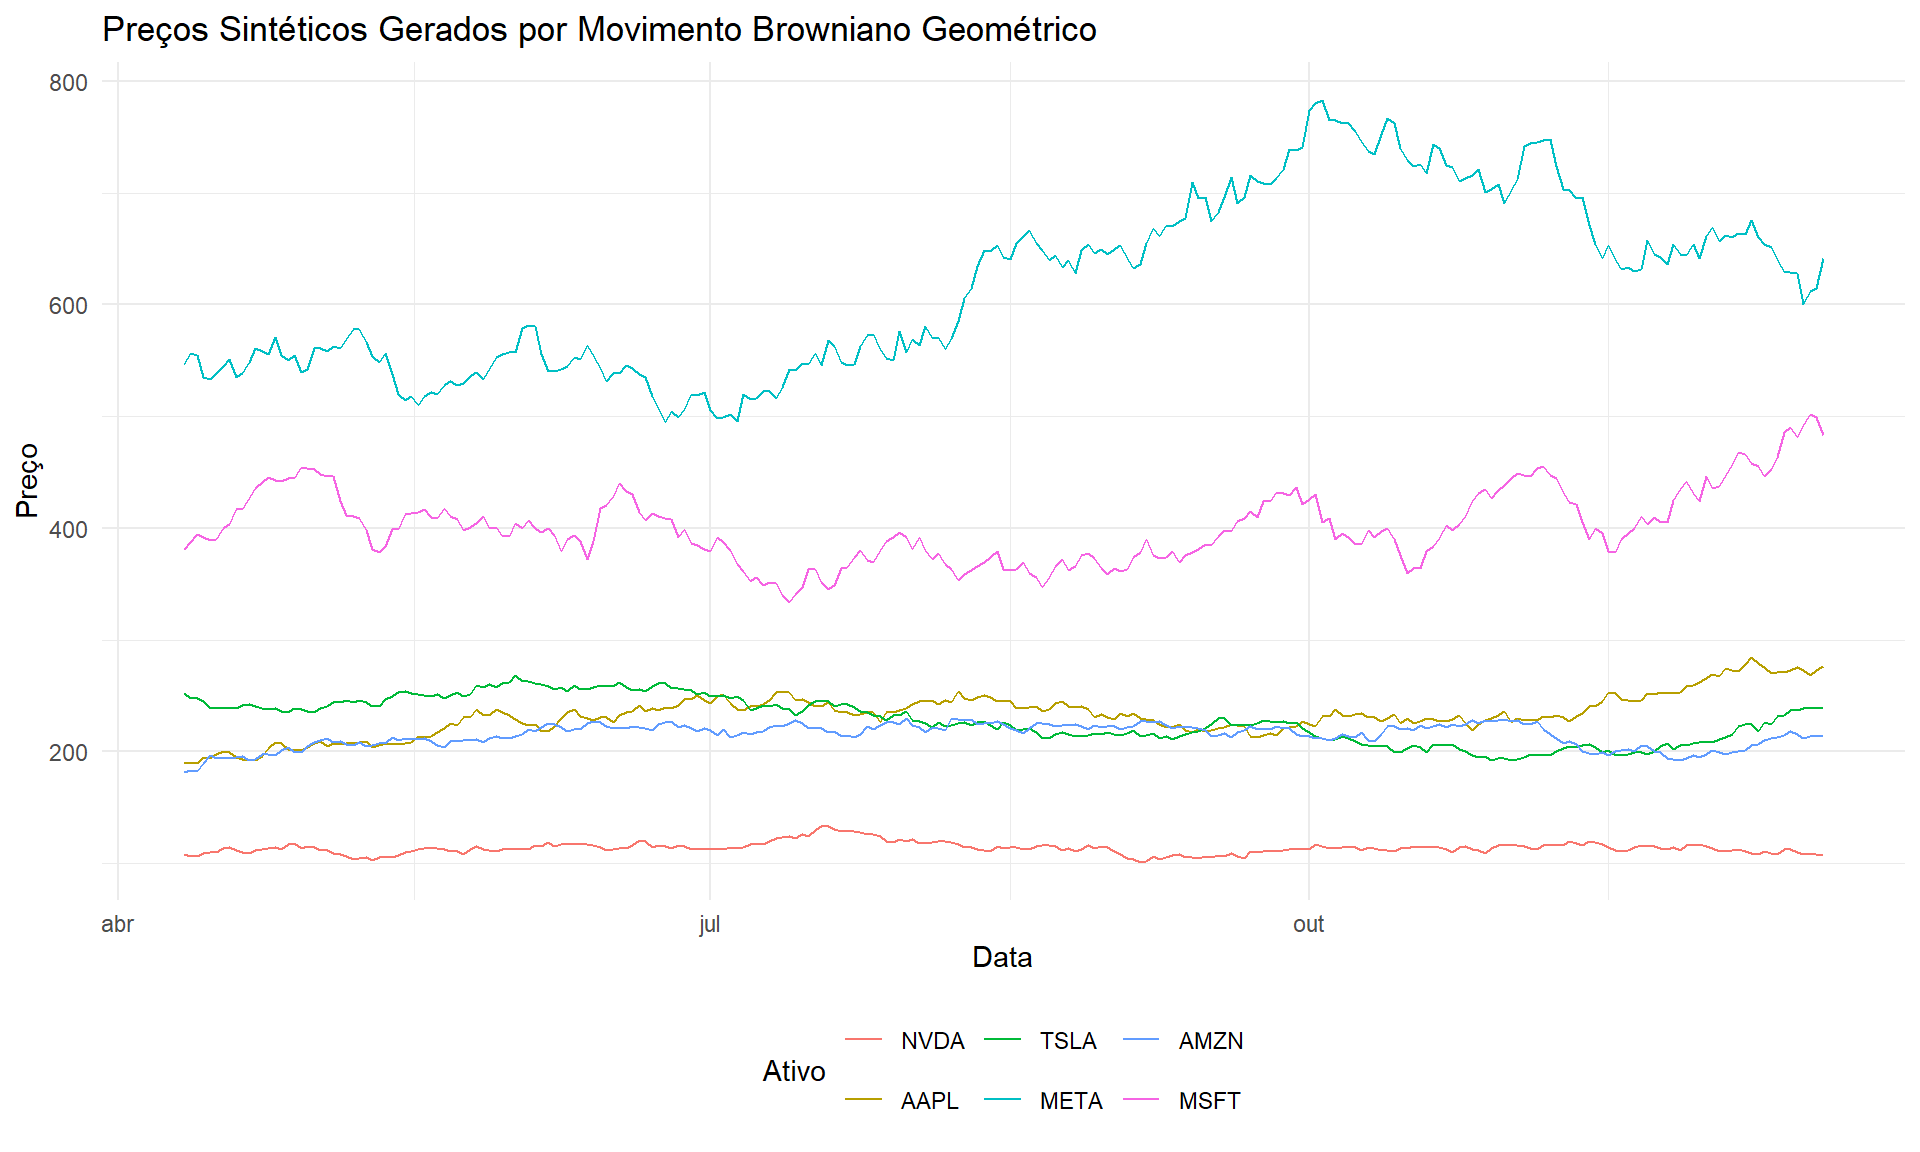 Preços Sintéticos Gerados por Movimento Browniano Geométrico
800
600
400
200
Preço
abr jul out
Data
Ativo
NVDA TSLA AMZN
AAPL META MSFT